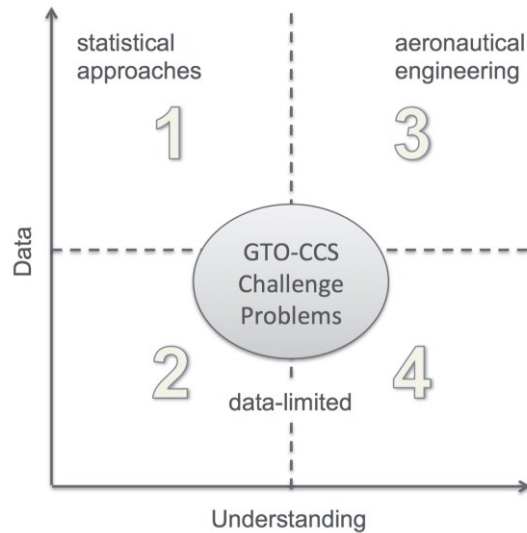 statistical
approaches
aeronautical
engineering
1
3
GTO-CCS
Challenge
Problems
Data
2
4
data-limited
Understanding